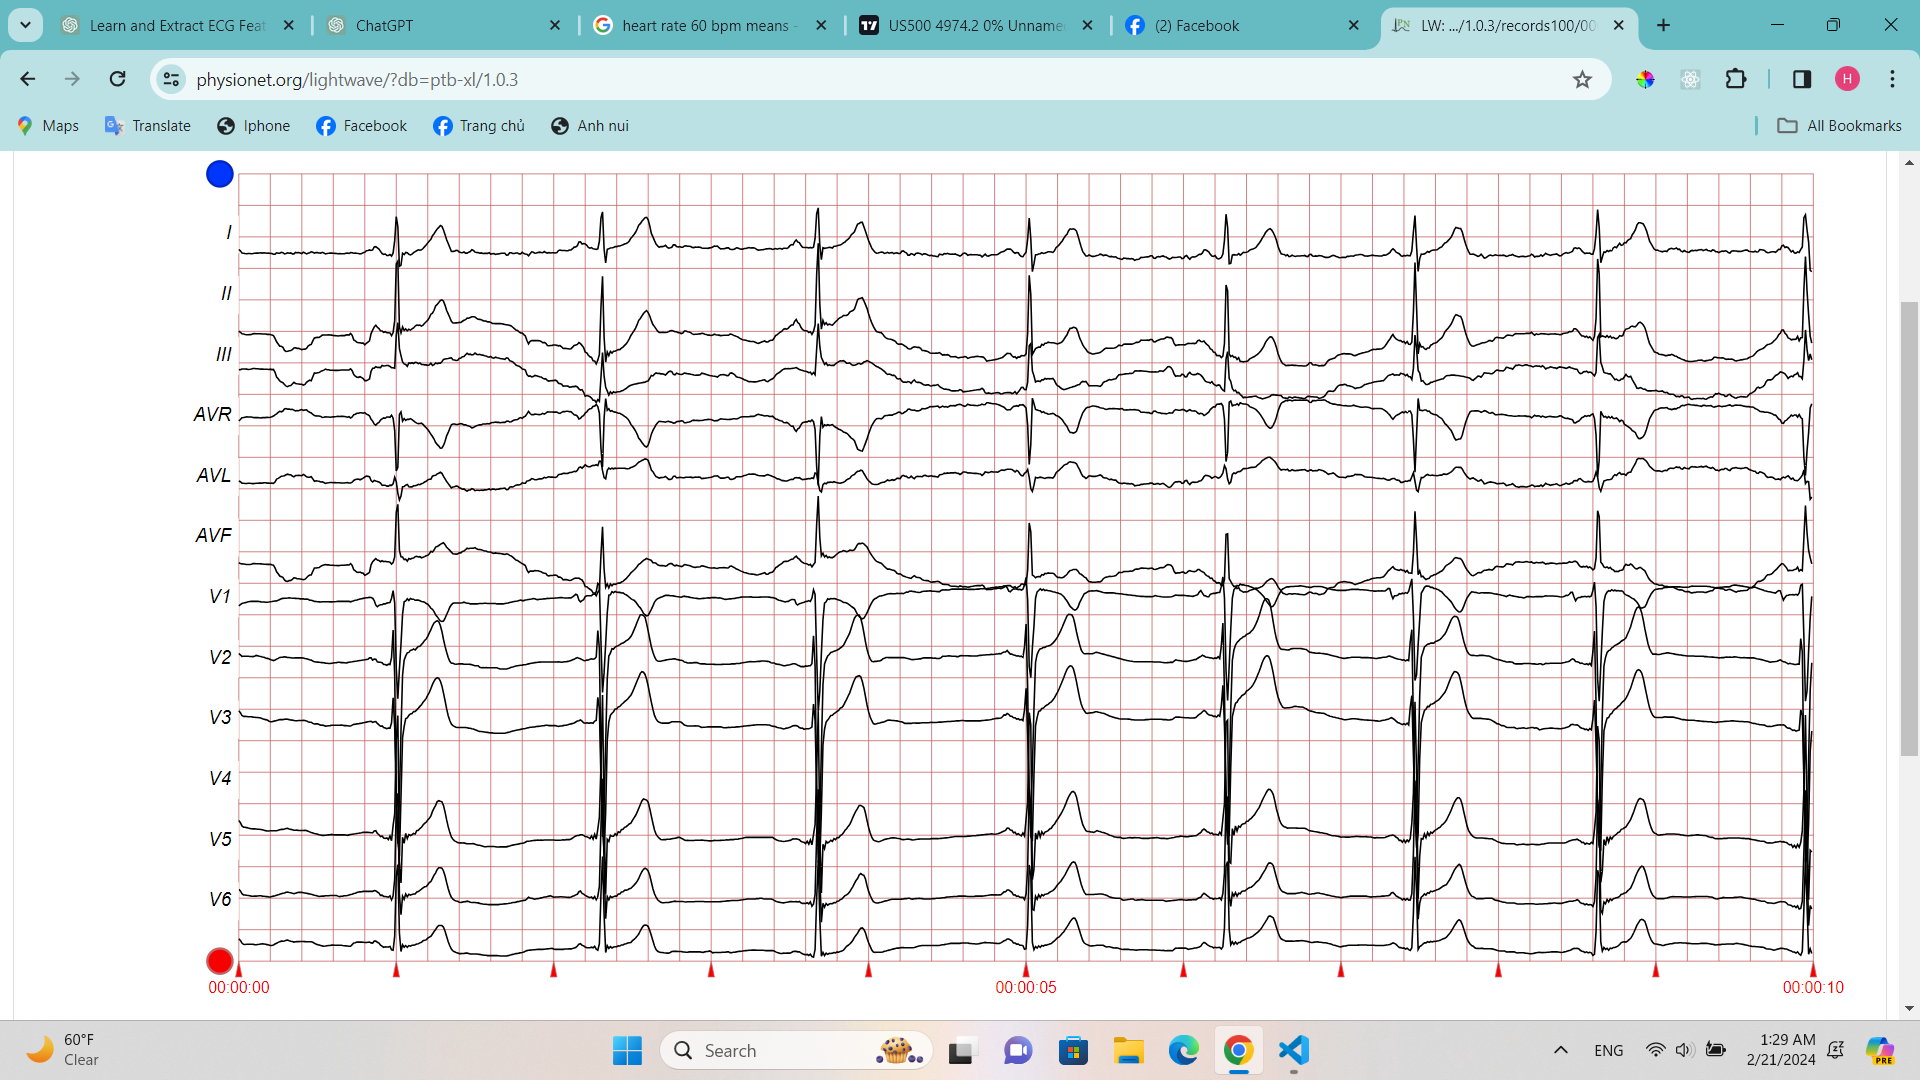 Learn and Extract ECG Feat
ChatGPT
heart rate 60 bpm means -
US500 4974.2 0% Unname
(2) Facebook
LW: .../1.0.3/records100/00
physionet.org/lightwave/?db=ptb-xl/1.0.3
H
Maps
Translate
Iphone
Facebook
Trang chủ
Anh nui
All Bookmarks
I
II
III
AVR
AVL
AVF
V1
V2
V3
V4
V5
V6
00:00:00
00:00:05
00:00:10
60°F
Clear
Search
ENG
1:29 AM
2/21/2024
PRE